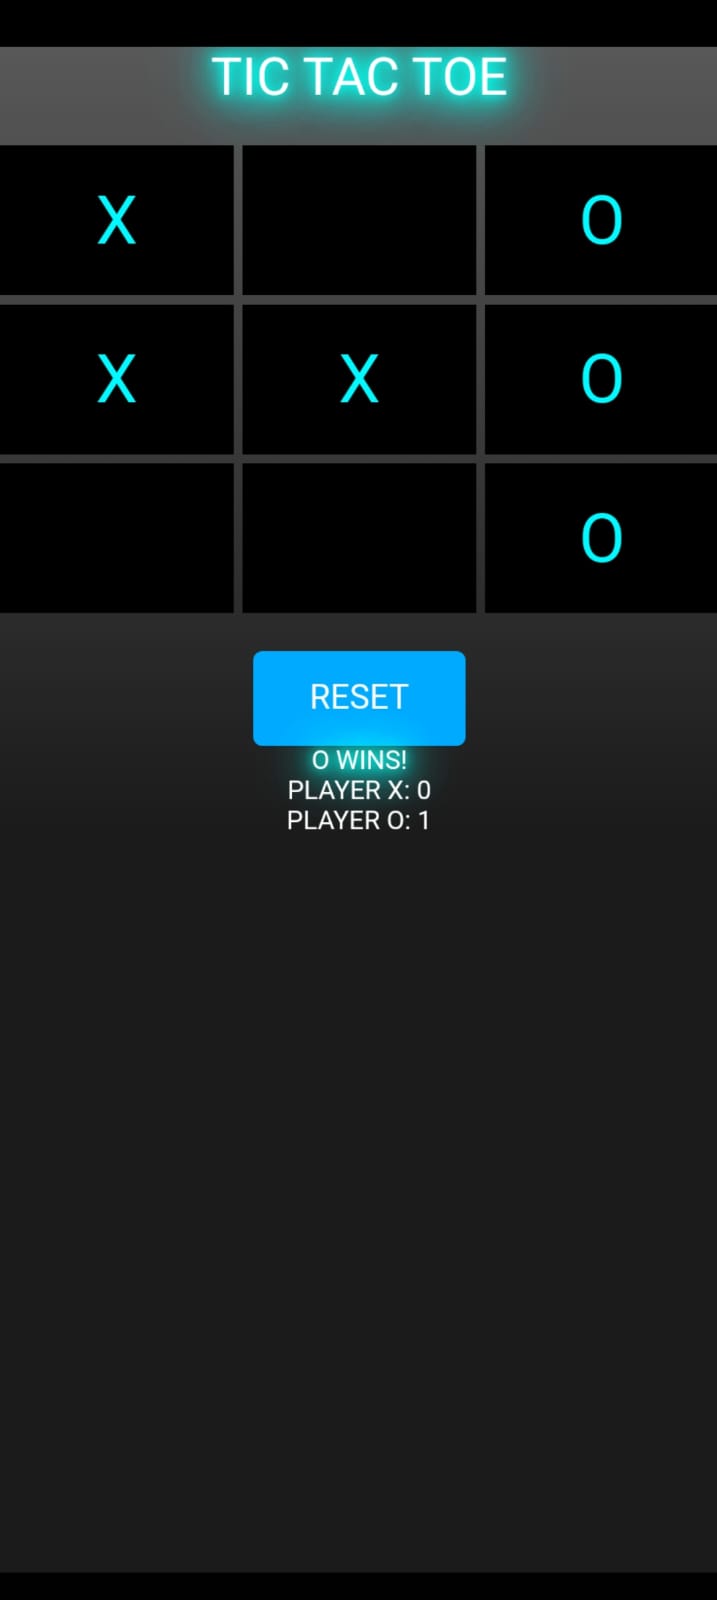 TIC TAC TOE
X O
X X O
O
RESET
O WINS!
PLAYER X: 0
PLAYER O: 1